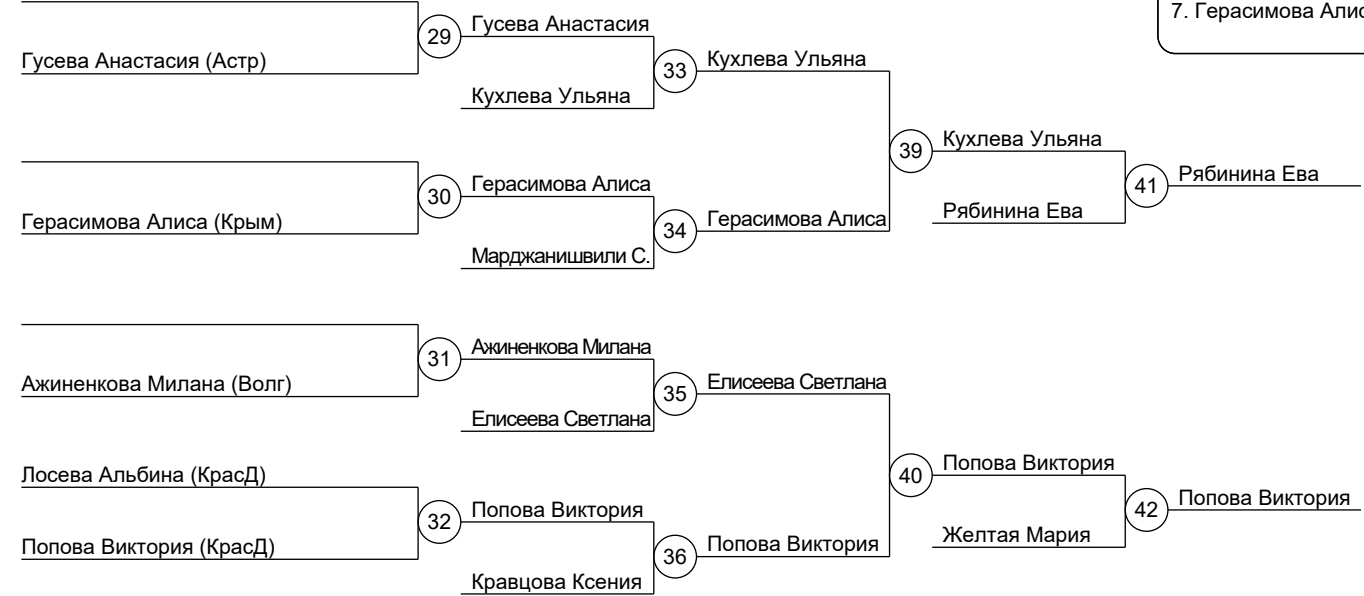 7. Герасимова Алис
29
Гусева Анастасия
Гусева Анастасия (Астр)
33
Кухлева Ульяна
Кухлева Ульяна
39
Кухлева Ульяна
30
Герасимова Алиса
Герасимова Алиса (Крым)
34
Герасимова Алиса
Марджанишвили С.
41
Рябинина Ева
Рябинина Ева
31
Ажиненкова Милана
Ажиненкова Милана (Волг)
35
Елисеева Светлана
Елисеева Светлана
40
Попова Виктория
Лосева Альбина (КрасД)
32
Попова Виктория
Попова Виктория (КрасД)
36
Попова Виктория
Кравцова Ксения
42
Попова Виктория
Желтая Мария